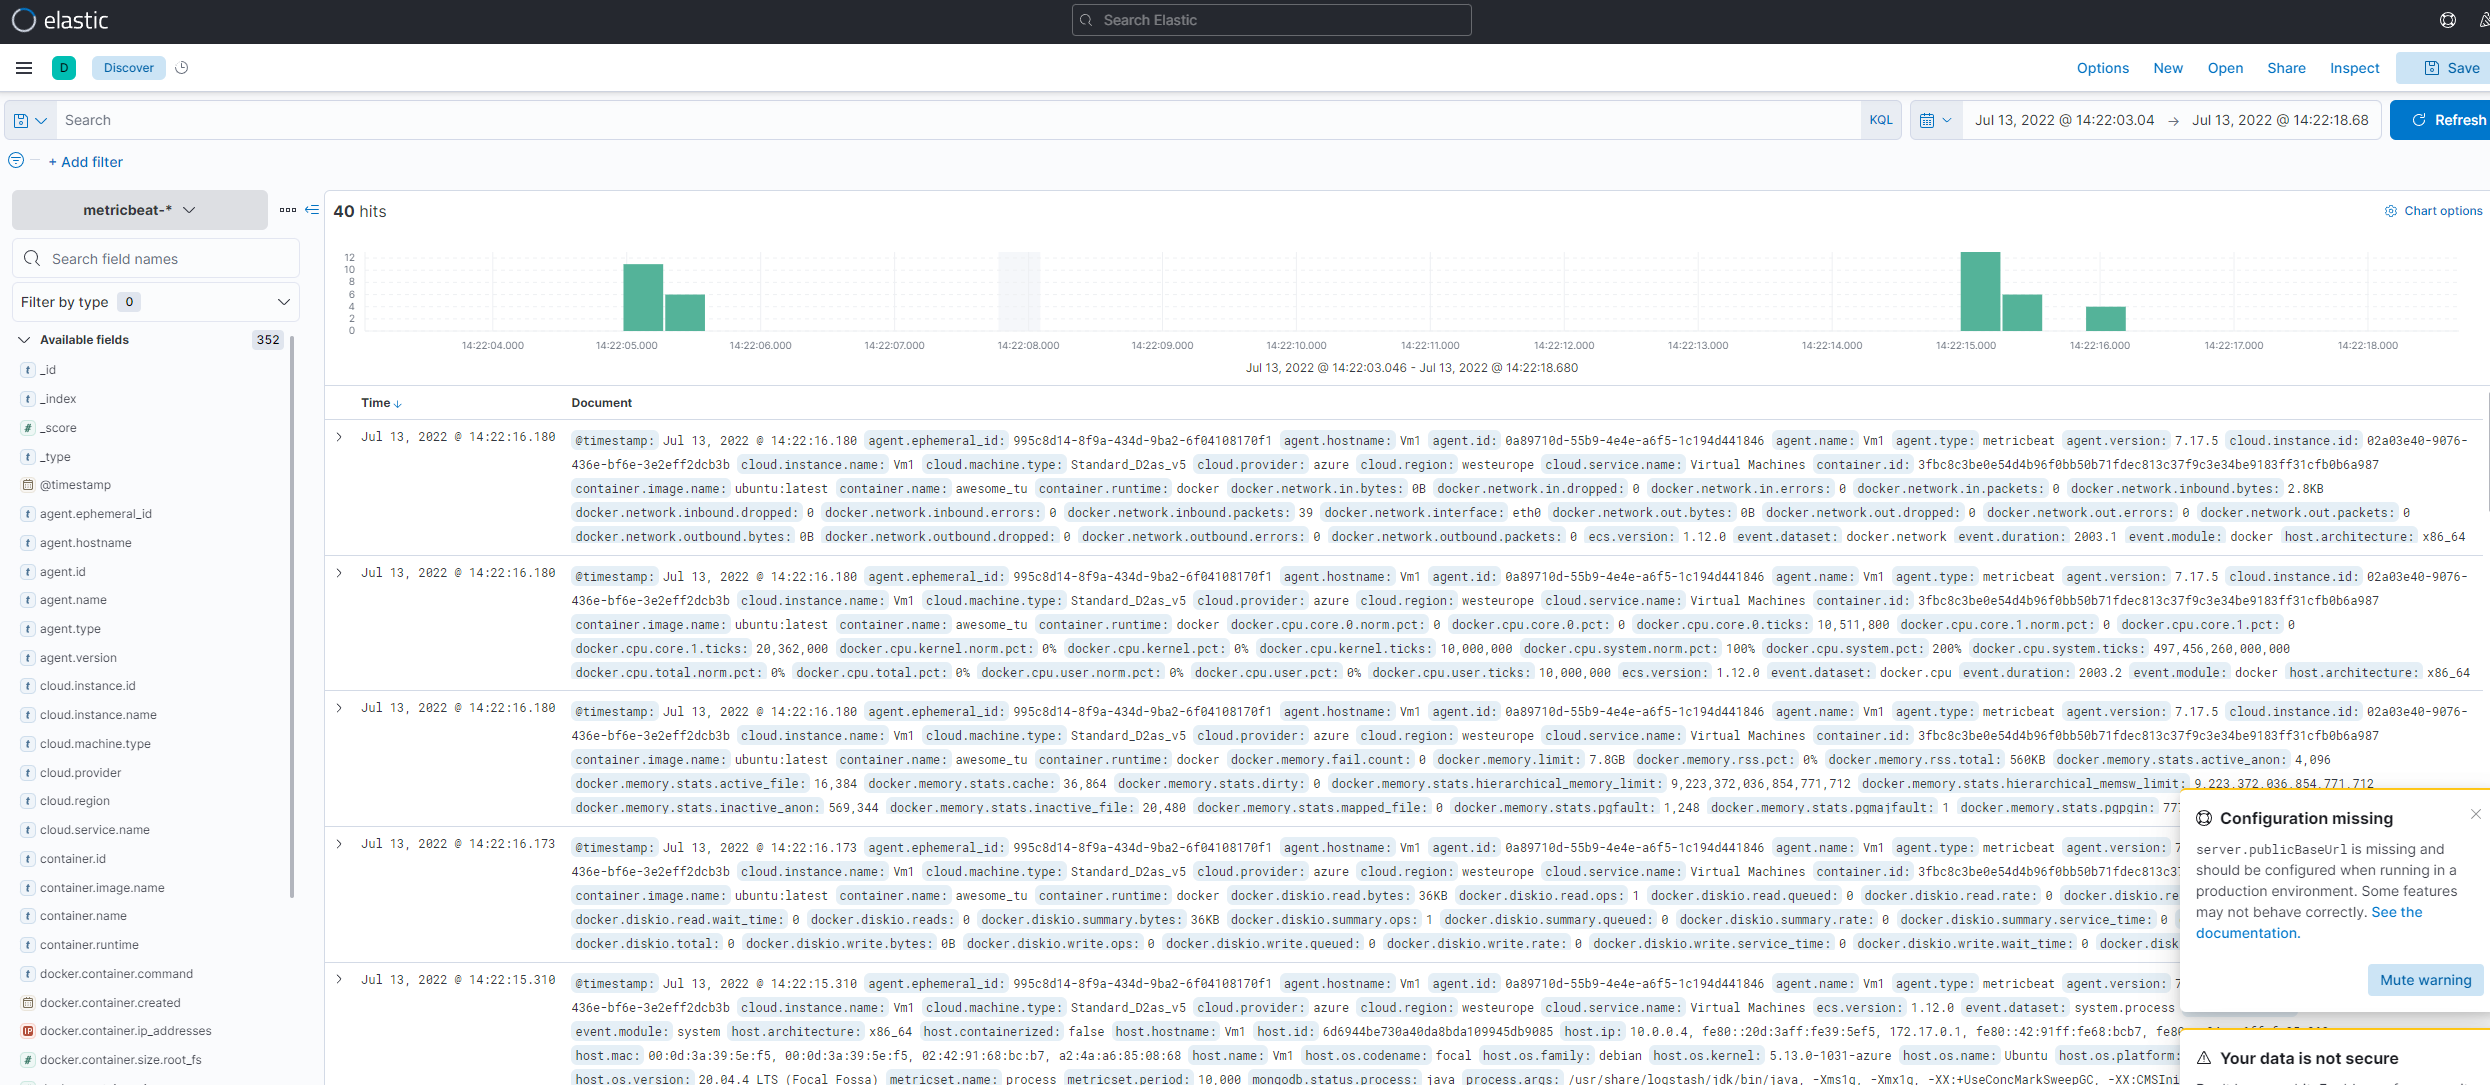 elastic
Search Elastic
D
Discover
Options New Open Share Inspect Save
Search
KQL
Jul 13, 2022 @ 14:22:03.04 → Jul 13, 2022 @ 14:22:18.68
Refresh
+ Add filter
metricbeat-*
40 hits
Chart options
Search field names
Filter by type 0
Available fields 352
t _id
t _index
# _score
t _type
@timestamp
t agent.ephemeral_id
t agent.hostname
t agent.id
t agent.name
t agent.type
t agent.version
t cloud.instance.id
t cloud.instance.name
t cloud.machine.type
t cloud.provider
t cloud.region
t cloud.service.name
t container.id
t container.image.name
t container.name
t container.runtime
t docker.container.command
docker.container.created
IP docker.container.ip_addresses
# docker.container.size.root_fs
12
10
8
6
4
2
0
14:22:04.000 14:22:05.000 14:22:06.000 14:22:07.000 14:22:08.000 14:22:09.000 14:22:10.000 14:22:11.000 14:22:12.000 14:22:13.000 14:22:14.000 14:22:15.000 14:22:16.000 14:22:17.000 14:22:18.000
Jul 13, 2022 @ 14:22:03.046 - Jul 13, 2022 @ 14:22:18.680
Time Document
Jul 13, 2022 @ 14:22:16.180 @timestamp: Jul 13, 2022 @ 14:22:16.180 agent.ephemeral_id: 995c8d14-8f9a-434d-9ba2-6f04108170f1 agent.hostname: Vm1 agent.id: 0a89710d-55b9-4e4e-a6f5-1c194d441846 agent.name: Vm1 agent.type: metricbeat agent.version: 7.17.5 cloud.instance.id: 02a03e40-9076-
436e-bf6e-3e2eff2dcb3b cloud.instance.name: Vm1 cloud.machine.type: Standard_D2as_v5 cloud.provider: azure cloud.region: westeurope cloud.service.name: Virtual Machines container.id: 3fbc8c3be0e54d4b96f0bb50b71fdec813c37f9c3e34be9183ff31cfb0b6a987
container.image.name: ubuntu:latest container.name: awesome_tu container.runtime: docker docker.network.in.bytes: 0B docker.network.in.dropped: 0 docker.network.in.errors: 0 docker.network.in.packets: 0 docker.network.inbound.bytes: 2.8KB
docker.network.inbound.dropped: 0 docker.network.inbound.errors: 0 docker.network.inbound.packets: 39 docker.network.interface: eth0 docker.network.out.bytes: 0B docker.network.out.dropped: 0 docker.network.out.errors: 0 docker.network.out.packets: 0
docker.network.outbound.bytes: 0B docker.network.outbound.dropped: 0 docker.network.outbound.errors: 0 docker.network.outbound.packets: 0 ecs.version: 1.12.0 event.dataset: docker.network event.duration: 2003.1 event.module: docker host.architecture: x86_64
Jul 13, 2022 @ 14:22:16.180 @timestamp: Jul 13, 2022 @ 14:22:16.180 agent.ephemeral_id: 995c8d14-8f9a-434d-9ba2-6f04108170f1 agent.hostname: Vm1 agent.id: 0a89710d-55b9-4e4e-a6f5-1c194d441846 agent.name: Vm1 agent.type: metricbeat agent.version: 7.17.5 cloud.instance.id: 02a03e40-9076-
436e-bf6e-3e2eff2dcb3b cloud.instance.name: Vm1 cloud.machine.type: Standard_D2as_v5 cloud.provider: azure cloud.region: westeurope cloud.service.name: Virtual Machines container.id: 3fbc8c3be0e54d4b96f0bb50b71fdec813c37f9c3e34be9183ff31cfb0b6a987
container.image.name: ubuntu:latest container.name: awesome_tu container.runtime: docker docker.cpu.core.0.norm.pct: 0 docker.cpu.core.0.pct: 0 docker.cpu.core.0.ticks: 10,511,800 docker.cpu.core.1.norm.pct: 0 docker.cpu.core.1.pct: 0
docker.cpu.core.1.ticks: 20,362,000 docker.cpu.kernel.norm.pct: 0% docker.cpu.kernel.pct: 0% docker.cpu.kernel.ticks: 10,000,000 docker.cpu.system.norm.pct: 100% docker.cpu.system.pct: 200% docker.cpu.system.ticks: 497,456,260,000,000
docker.cpu.total.norm.pct: 0% docker.cpu.total.pct: 0% docker.cpu.user.norm.pct: 0% docker.cpu.user.pct: 0% docker.cpu.user.ticks: 10,000,000 ecs.version: 1.12.0 event.dataset: docker.cpu event.duration: 2003.2 event.module: docker host.architecture: x86_64
Jul 13, 2022 @ 14:22:16.180 @timestamp: Jul 13, 2022 @ 14:22:16.180 agent.ephemeral_id: 995c8d14-8f9a-434d-9ba2-6f04108170f1 agent.hostname: Vm1 agent.id: 0a89710d-55b9-4e4e-a6f5-1c194d441846 agent.name: Vm1 agent.type: metricbeat agent.version: 7.17.5 cloud.instance.id: 02a03e40-9076-
436e-bf6e-3e2eff2dcb3b cloud.instance.name: Vm1 cloud.machine.type: Standard_D2as_v5 cloud.provider: azure cloud.region: westeurope cloud.service.name: Virtual Machines container.id: 3fbc8c3be0e54d4b96f0bb50b71fdec813c37f9c3e34be9183ff31cfb0b6a987
container.image.name: ubuntu:latest container.name: awesome_tu container.runtime: docker docker.memory.fail.count: 0 docker.memory.limit: 7.8GB docker.memory.rss.pct: 0% docker.memory.rss.total: 560KB docker.memory.stats.active_anon: 4,096
docker.memory.stats.active_file: 16,384 docker.memory.stats.cache: 36,864 docker.memory.stats.dirty: 0 docker.memory.stats.hierarchical_memory_limit: 9,223,372,036,854,771,712 docker.memory.stats.hierarchical_memsw_limit: 9,223,372,036,854,771,712
docker.memory.stats.inactive_anon: 569,344 docker.memory.stats.inactive_file: 20,480 docker.memory.stats.mapped_file: 0 docker.memory.stats.pgfault: 1,248 docker.memory.stats.pgmajfault: 1 docker.memory.stats.pgpgin: 777
Jul 13, 2022 @ 14:22:16.173 @timestamp: Jul 13, 2022 @ 14:22:16.173 agent.ephemeral_id: 995c8d14-8f9a-434d-9ba2-6f04108170f1 agent.hostname: Vm1 agent.id: 0a89710d-55b9-4e4e-a6f5-1c194d441846 agent.name: Vm1 agent.type: metricbeat agent.version: 7
436e-bf6e-3e2eff2dcb3b cloud.instance.name: Vm1 cloud.machine.type: Standard_D2as_v5 cloud.provider: azure cloud.region: westeurope cloud.service.name: Virtual Machines container.id: 3fbc8c3be0e54d4b96f0bb50b71fdec813c37
container.image.name: ubuntu:latest container.name: awesome_tu container.runtime: docker docker.diskio.read.bytes: 36KB docker.diskio.read.ops: 1 docker.diskio.read.queued: 0 docker.diskio.read.rate: 0 docker.diskio.re
docker.diskio.read.wait_time: 0 docker.diskio.reads: 0 docker.diskio.summary.bytes: 36KB docker.diskio.summary.ops: 1 docker.diskio.summary.queued: 0 docker.diskio.summary.rate: 0 docker.diskio.summary.service_time: 0
docker.diskio.total: 0 docker.diskio.write.bytes: 0B docker.diskio.write.ops: 0 docker.diskio.write.queued: 0 docker.diskio.write.rate: 0 docker.diskio.write.service_time: 0 docker.diskio.write.wait_time: 0 docker.disk
Jul 13, 2022 @ 14:22:15.310 @timestamp: Jul 13, 2022 @ 14:22:15.310 agent.ephemeral_id: 995c8d14-8f9a-434d-9ba2-6f04108170f1 agent.hostname: Vm1 agent.id: 0a89710d-55b9-4e4e-a6f5-1c194d441846 agent.name: Vm1 agent.type: metricbeat agent.version: 7
436e-bf6e-3e2eff2dcb3b cloud.instance.name: Vm1 cloud.machine.type: Standard_D2as_v5 cloud.provider: azure cloud.region: westeurope cloud.service.name: Virtual Machines ecs.version: 1.12.0 event.dataset: system.process
event.module: system host.architecture: x86_64 host.containerized: false host.hostname: Vm1 host.id: 6d6944be730a40da8bda109945db9085 host.ip: 10.0.0.4, fe80::20d:3aff:fe39:5ef5, 172.17.0.1, fe80::42:91ff:fe68:bcb7, fe80
host.mac: 00:0d:3a:39:5e:f5, 00:0d:3a:39:5e:f5, 02:42:91:68:bc:b7, a2:4a:a6:85:08:68 host.name: Vm1 host.os.codename: focal host.os.family: debian host.os.kernel: 5.13.0-1031-azure host.os.name: Ubuntu host.os.platform:
host.os.version: 20.04.4 LTS (Focal Fossa) metricset.name: process metricset.period: 10,000 mongodb.status.process: java process.args: /usr/share/logstash/jdk/bin/java, -Xms1g, -Xmx1g, -XX:+UseConcMarkSweepGC, -XX:CMSIni
Configuration missing
server.publicBaseUrl is missing and
should be configured when running in a
production environment. Some features
may not behave correctly. See the
documentation.
Mute warning
Your data is not secure